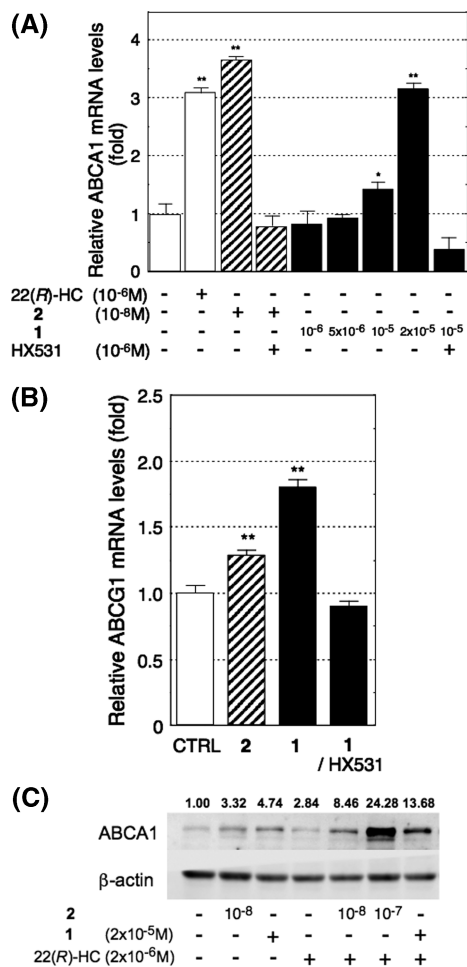 (A)
Relative ABCA1 mRNA levels
(fold)
4
3
2
1
0
** ** * **
22(R)-HC (10-6M) - + - - - - - - -
2 (10-8M) - - + + - - - - -
1 - - - - 10-6 5x10-6 10-5 2x10-5 10-5
HX531 (10-6M) - - - + - - - - +
(B)
Relative ABCG1 mRNA levels (fold)
2.5
2.0
1.5
1.0
0.5
0
** **
CTRL 2 1 1
/ HX531
(C)
1.00 3.32 4.74 2.84 8.46 24.28 13.68
ABCA1
β-actin
2 - 10-8 - - 10-8 10-7 -
1 (2x10-5M) - - + - - - +
22(R)-HC (2x10-6M) - - - + + + +